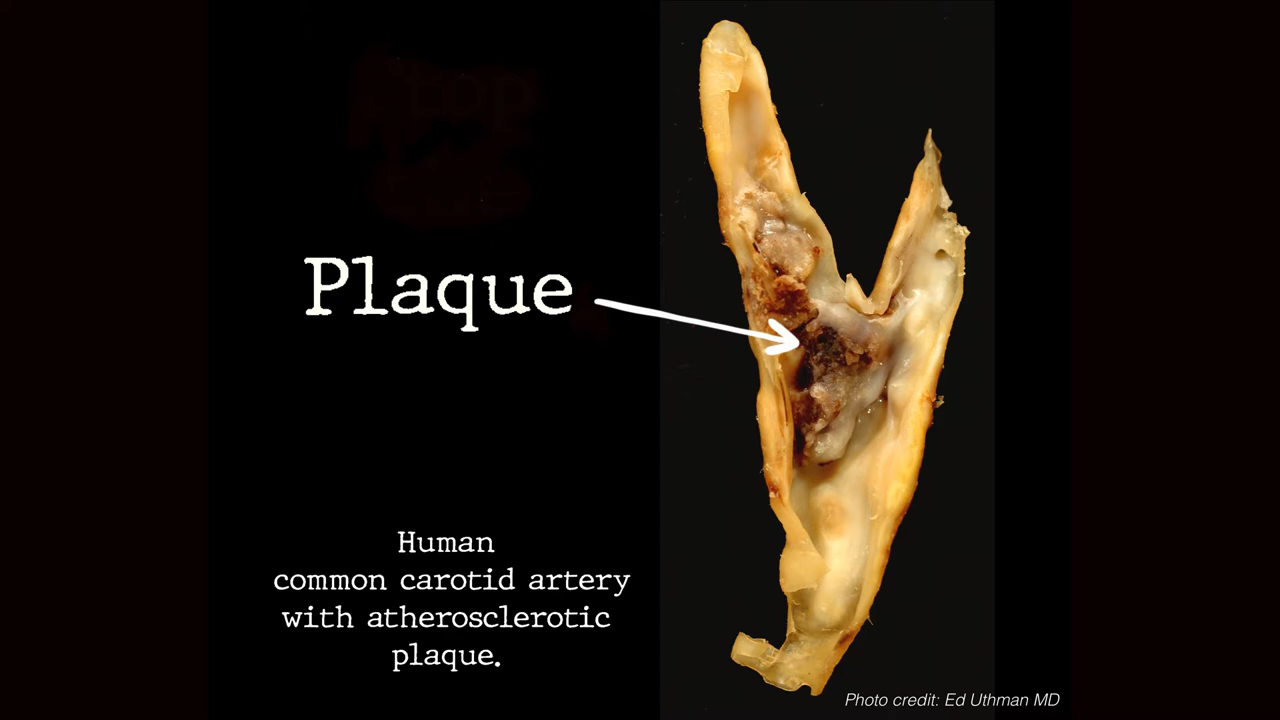 Plaque
Human
common carotid artery
with atherosclerotic
plaque.
Photo credit: Ed Uthman MD